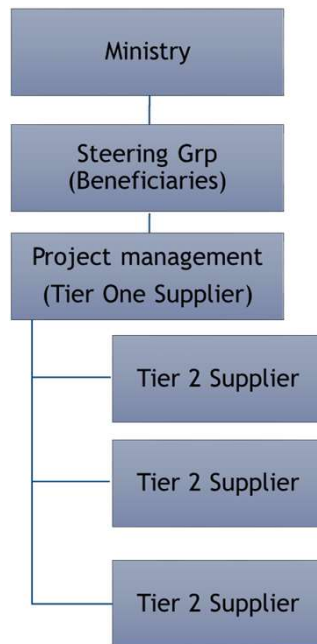 Ministry
Steering Grp
(Beneficiaries)
Project management
(Tier One Supplier)
Tier 2 Supplier
Tier 2 Supplier
Tier 2 Supplier